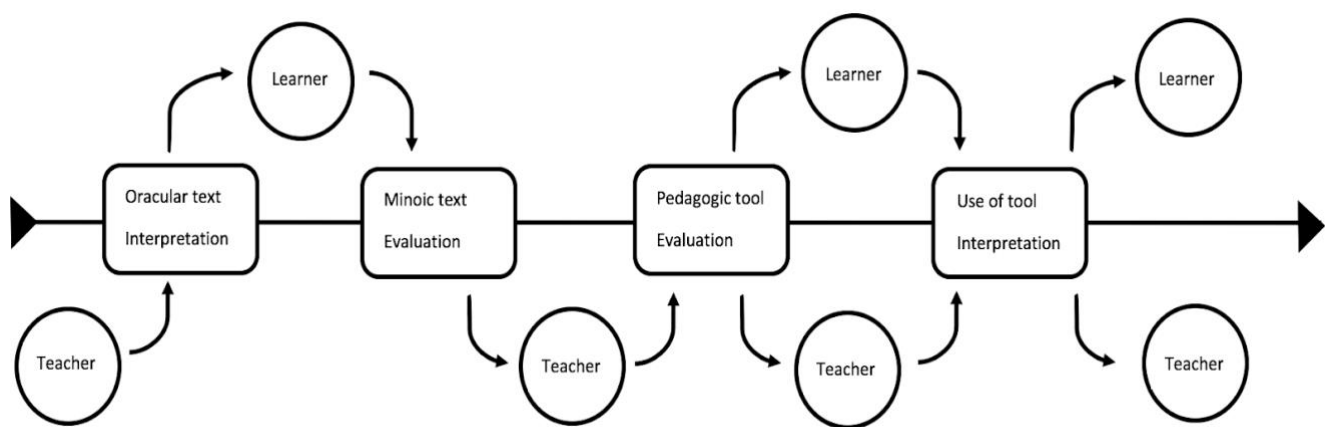 Learner
Learner
Learner
Oracular text
Interpretation
Minoic text
Evaluation
Pedagogic tool
Evaluation
Use of tool
Interpretation
Teacher
Teacher
Teacher
Teacher